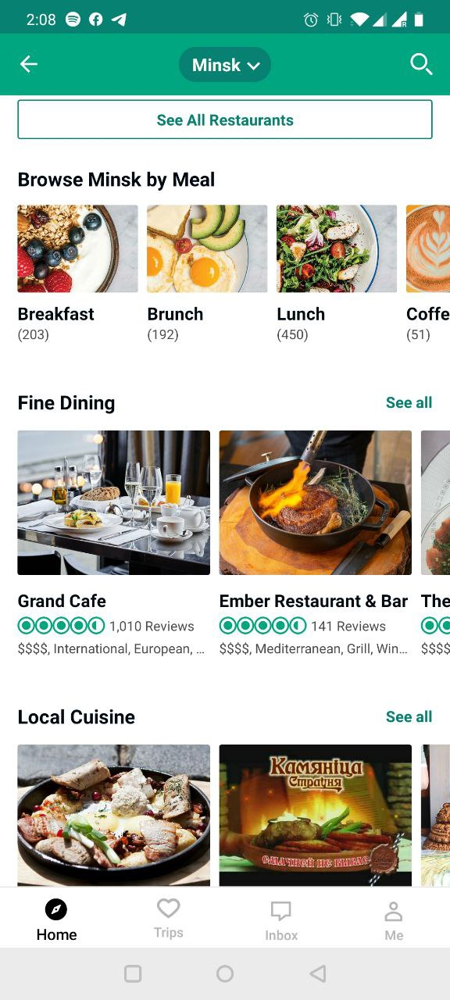 2:08
Minsk
See All Restaurants
Browse Minsk by Meal
Breakfast
(203)
Brunch
(192)
Lunch
(450)
Coffe
(51)
Fine Dining
See all
Grand Cafe
1,010 Reviews
$$$$, International, European, ...
Ember Restaurant & Bar
141 Reviews
$$$$, Mediterranean, Grill, Win...
The
$$$$
Local Cuisine
See all
Камянiца
Страўня
СМАЧНЕЙ НЕ БЫВАЕ
Home
Trips
Inbox
Me